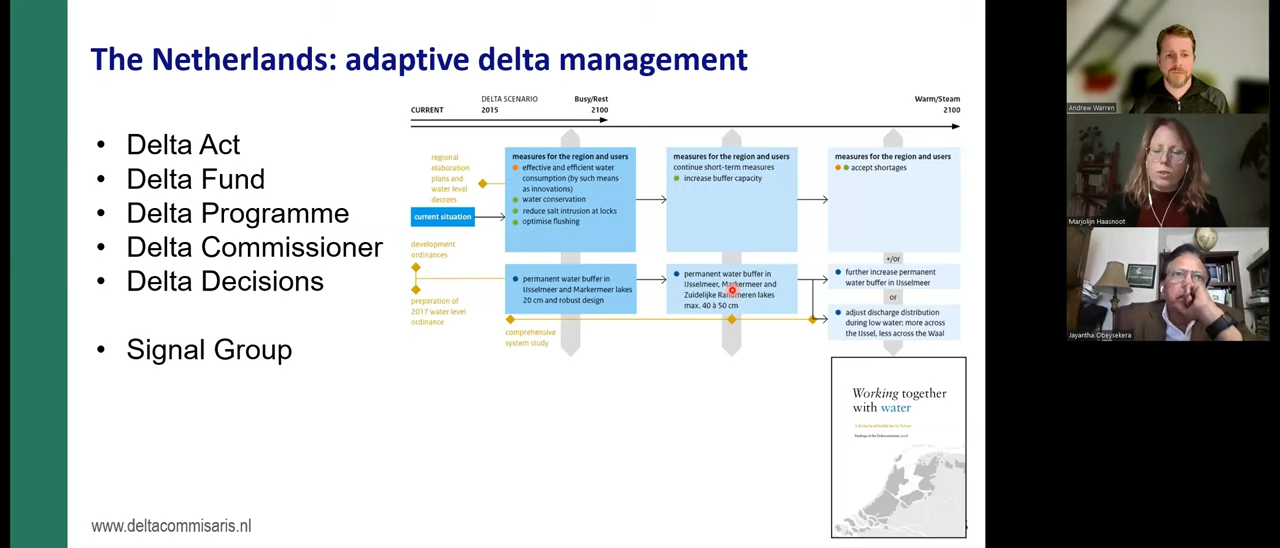 The Netherlands: adaptive delta management
• Delta Act
• Delta Fund
• Delta Programme
• Delta Commissioner
• Delta Decisions
• Signal Group
www.deltacommisaris.nl
CURRENT
DELTA SCENARIO
2015
Busy/Rest
2100
Warm/Steam
2100
regional
elaboration
plans and
water level
decrees
current situation
development
ordinances
preparation of
2017 water level
ordinance
measures for the region and users
effective and efficient water
consumption (by such means
as innovations)
water conservation
reduce salt intrusion at locks
optimise flushing
measures for the region and users
continue short-term measures
increase buffer capacity
measures for the region and users
accept shortages
+/or
permanent water buffer in
IJsselmeer and Markermeer lakes
20 cm and robust design
permanent water buffer in
IJsselmeer, Markermeer and
Zuidelijke Randmeren lakes
max. 40 à 50 cm
further increase permanent
water buffer in IJsselmeer
or
adjust discharge distribution
during low water: more across
the IJssel, less across the Waal
comprehensive
system study
Working together
with water
Andrew Warren
Marjolijn Haasnoot
Jayantha Obeysekera